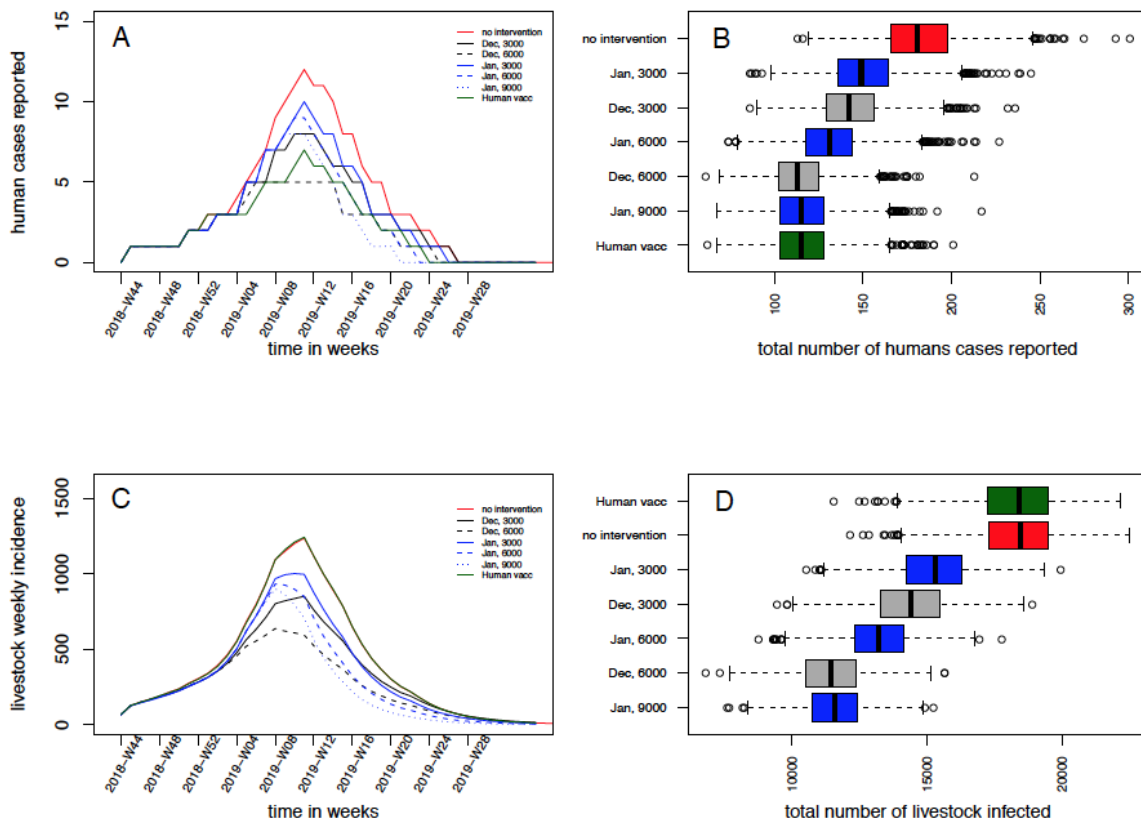 A
human cases reported
15
10
5
0
no intervention
Dec, 3000
Dec, 6000
Jan, 3000
Jan, 6000
Jan, 9000
Human vacc
2018-W44
2018-W48
2018-W52
2019-W04
2019-W08
2019-W12
2019-W16
2019-W20
2019-W24
2019-W28
time in weeks
B
no intervention
Jan, 3000
Dec, 3000
Jan, 6000
Dec, 6000
Jan, 9000
Human vacc
100
150
200
250
300
total number of humans cases reported
C
livestock weekly incidence
1500
1000
500
0
no intervention
Dec, 3000
Dec, 6000
Jan, 3000
Jan, 6000
Jan, 9000
Human vacc
2018-W44
2018-W48
2018-W52
2019-W04
2019-W08
2019-W12
2019-W16
2019-W20
2019-W24
2019-W28
time in weeks
D
Human vacc
no intervention
Jan, 3000
Dec, 3000
Jan, 6000
Dec, 6000
Jan, 9000
10000
15000
20000
total number of livestock infected